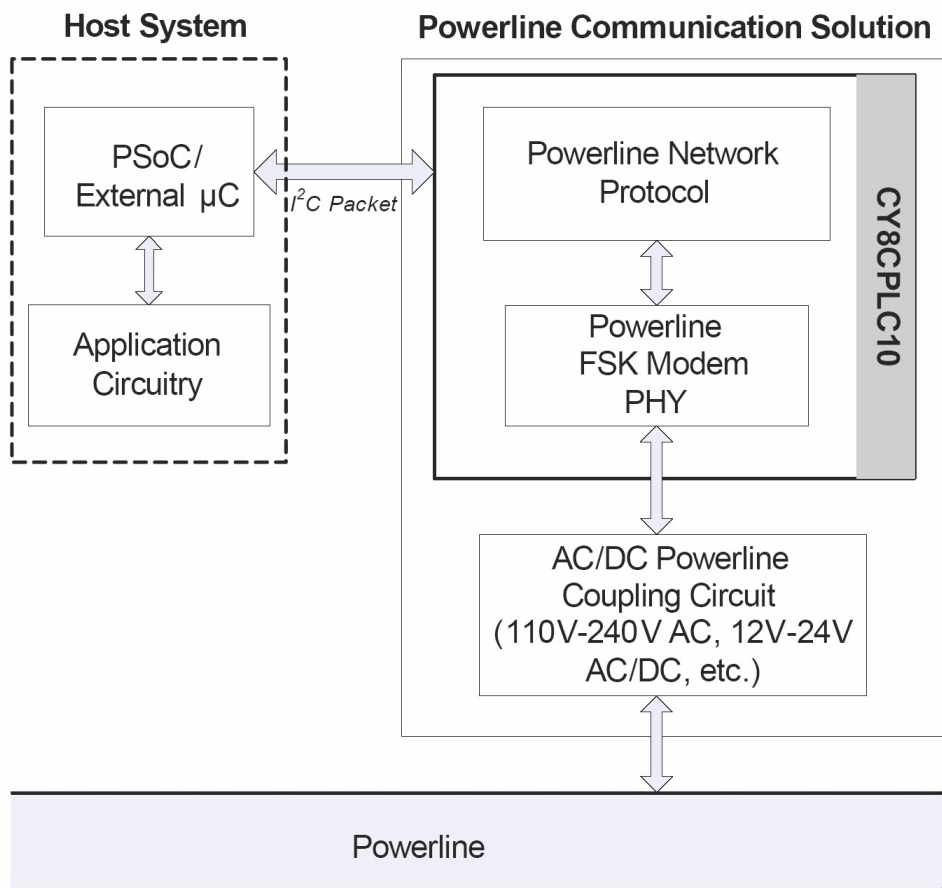 Host System
PSoC/
External µC
Application
Circuitry
I²C Packet
Powerline Communication Solution
Powerline Network
Protocol
Powerline
FSK Modem
PHY
CY8CPLC10
AC/DC Powerline
Coupling Circuit
(110V-240V AC, 12V-24V
AC/DC, etc.)
Powerline